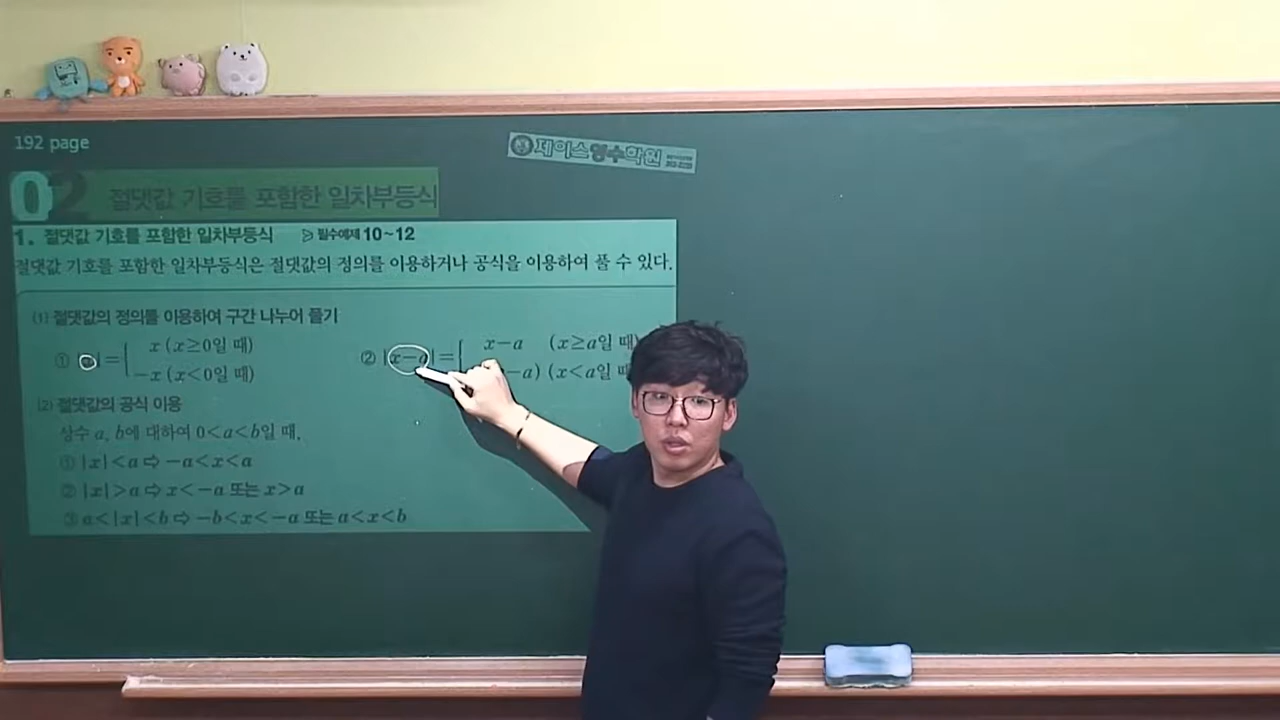 192 page
제이스영수학원
02 절댓값 기호를 포함한 일차부등식
1. 절댓값 기호를 포함한 일차부등식 ≫ 필수예제 10~12
절댓값 기호를 포함한 일차부등식은 절댓값의 정의를 이용하거나 공식을 이용하여 풀 수 있다.
(1) 절댓값의 정의를 이용하여 구간 나누어 풀기
① |x|={ x (x≥0일 때)
-x (x<0일 때)
② |x-a|={ x-a (x≥a일 때)
-a) (x<a일 때
(2) 절댓값의 공식 이용
상수 a, b에 대하여 0<a<b일 때,
① |x|<a ⇨ -a<x<a
② |x|>a ⇨ x<-a 또는 x>a
③ a<|x|<b ⇨ -b<x<-a 또는 a<x<b